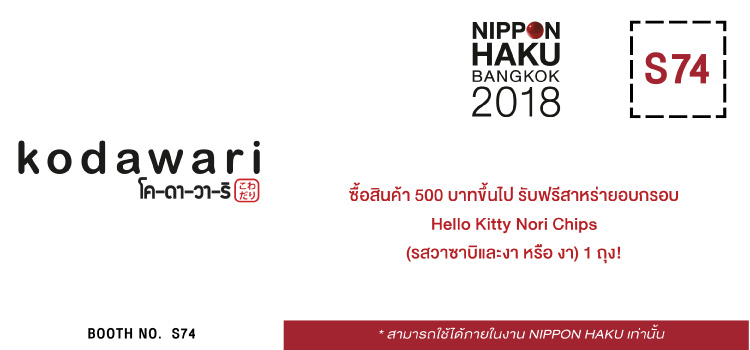 NIPPON
HAKU
BANGKOK
2018
S74
kodawari
โค-ดา-วา-ริ こわ
だり
ซื้อสินค้า 500 บาทขึ้นไป รับฟรีสาหร่ายอบกรอบ
Hello Kitty Nori Chips
(รสวาซาบิและงา หรือ งา) 1 ถุง!
BOOTH NO. S74
* สามารถใช้ได้ภายในงาน NIPPON HAKU เท่านั้น